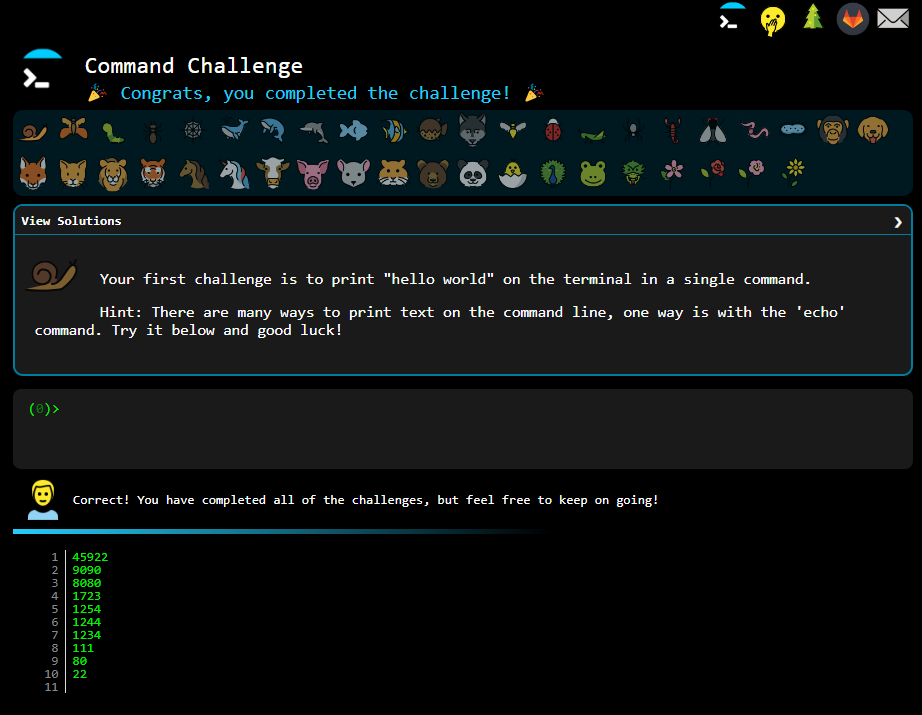 Command Challenge
🎉 Congrats, you completed the challenge! 🎉
View Solutions ❯
Your first challenge is to print "hello world" on the terminal in a single command.
Hint: There are many ways to print text on the command line, one way is with the 'echo'
command. Try it below and good luck!
(0)>
Correct! You have completed all of the challenges, but feel free to keep on going!
1 45922
2 9090
3 8080
4 1723
5 1254
6 1244
7 1234
8 111
9 80
10 22
11